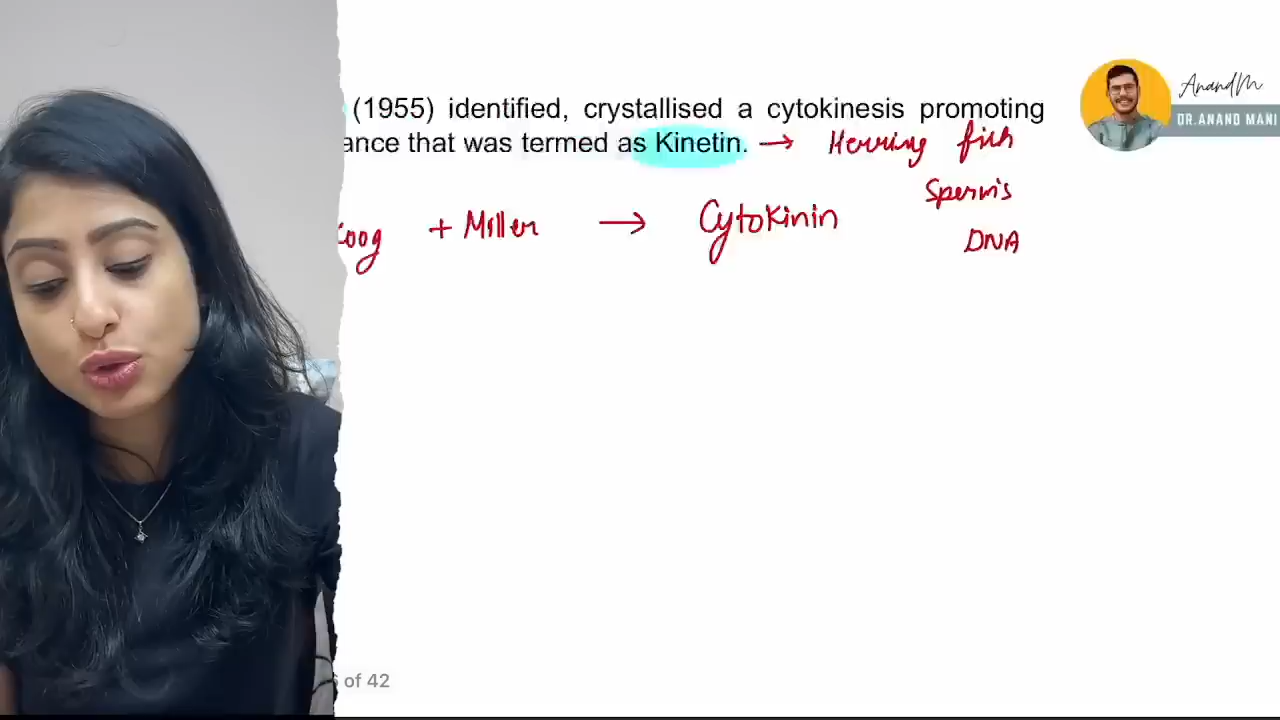 (1955) identified, crystallised a cytokinesis promoting
ance that was termed as Kinetin. → Herring fish
Sperms
DNA
oog + Miller → Cytokinin
AnandM
DR.ANAND MANI
of 42